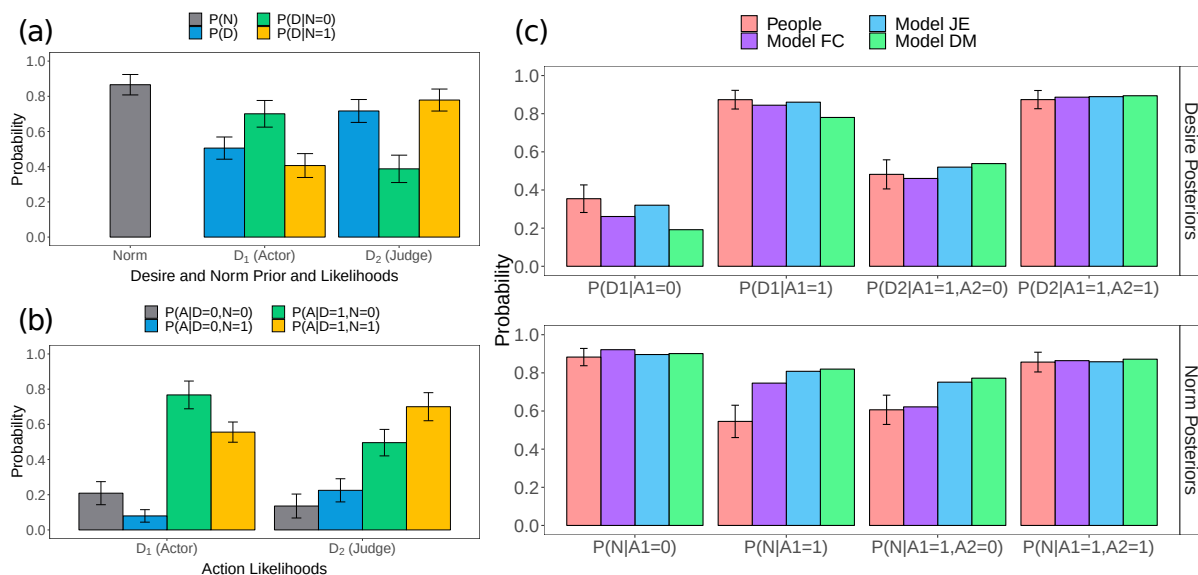 (a)
P(N) P(D|N=0)
P(D) P(D|N=1)
1.0
0.8
0.6
0.4
0.2
0.0
Probability
Norm D₁ (Actor) D₂ (Judge)
Desire and Norm Prior and Likelihoods
(b)
P(A|D=0,N=0) P(A|D=1,N=0)
P(A|D=0,N=1) P(A|D=1,N=1)
1.0
0.8
0.6
0.4
0.2
0.0
Probability
D₁ (Actor) D₂ (Judge)
Action Likelihoods
(c)
People Model JE
Model FC Model DM
Probability
1.0
0.8
0.6
0.4
0.2
0.0
P(D1|A1=0) P(D1|A1=1) P(D2|A1=1,A2=0) P(D2|A1=1,A2=1)
Desire Posteriors
1.0
0.8
0.6
0.4
0.2
0.0
P(N|A1=0) P(N|A1=1) P(N|A1=1,A2=0) P(N|A1=1,A2=1)
Norm Posteriors